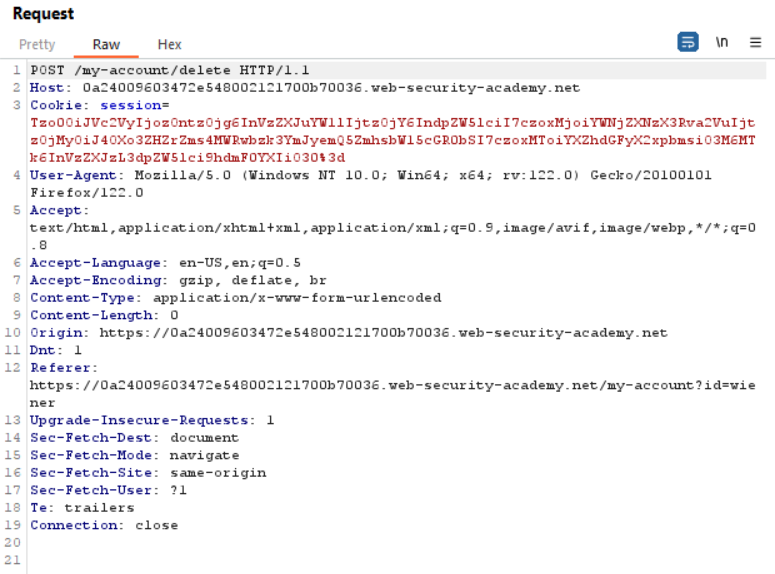 Request
Pretty Raw Hex \n
1 POST /my-account/delete HTTP/1.1
2 Host: 0a24009603472e548002121700b70036.web-security-academy.net
3 Cookie: session=
Tzo0OiJVc2VyIjozOntzOjg6InVzZXJuYW1lIjtzOjY6IndpZW5lciI7czoxMjoiYWNjZXNzX3Rva2VuIjt
zOjMyOiJ4OXo3ZHZrZms4MWRwbzk3YmJyemQ5ZmhsbW15cGR0bSI7czoxMToiYXZhdGFyX2xpbmsiO3M6MT
k6InVzZXJzL3dpZW5lci9hdmF0YXIiO30%3d
4 User-Agent: Mozilla/5.0 (Windows NT 10.0; Win64; x64; rv:122.0) Gecko/20100101
Firefox/122.0
5 Accept:
text/html,application/xhtml+xml,application/xml;q=0.9,image/avif,image/webp,*/*;q=0
.8
6 Accept-Language: en-US,en;q=0.5
7 Accept-Encoding: gzip, deflate, br
8 Content-Type: application/x-www-form-urlencoded
9 Content-Length: 0
10 Origin: https://0a24009603472e548002121700b70036.web-security-academy.net
11 Dnt: 1
12 Referer:
https://0a24009603472e548002121700b70036.web-security-academy.net/my-account?id=wie
ner
13 Upgrade-Insecure-Requests: 1
14 Sec-Fetch-Dest: document
15 Sec-Fetch-Mode: navigate
16 Sec-Fetch-Site: same-origin
17 Sec-Fetch-User: ?1
18 Te: trailers
19 Connection: close
20
21